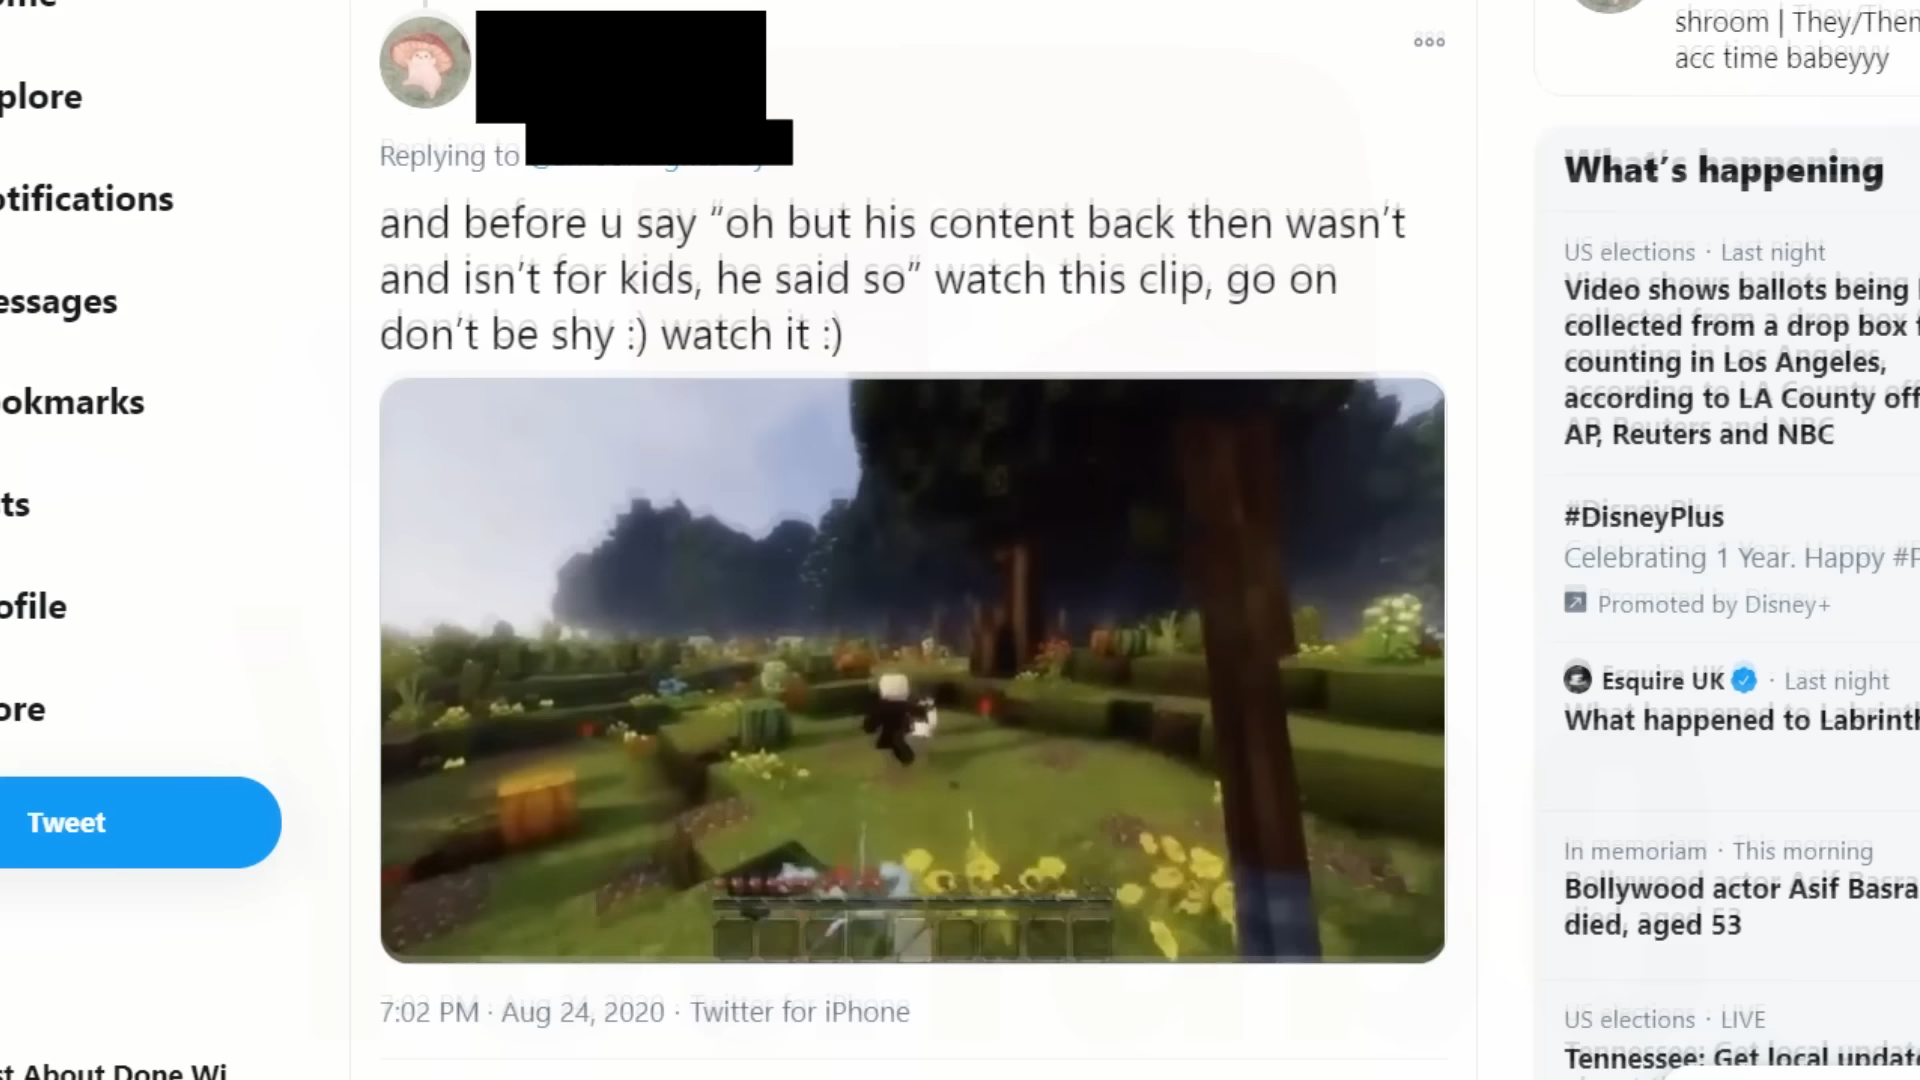 plore
otifications
essages
okmarks
sts
ofile
ore
Tweet
st About Done Wi
Replying to
and before u say “oh but his content back then wasn’t
and isn’t for kids, he said so” watch this clip, go on
don’t be shy :) watch it :)
7:02 PM · Aug 24, 2020 · Twitter for iPhone
shroom | They/Them
acc time babeyyy
What’s happening
US elections · Last night
Video shows ballots being
collected from a drop box
counting in Los Angeles,
according to LA County off
AP, Reuters and NBC
#DisneyPlus
Celebrating 1 Year. Happy
Promoted by Disney+
Esquire UK · Last night
What happened to Labrinth
In memoriam · This morning
Bollywood actor Asif Basra
died, aged 53
US elections · LIVE
Tennessee: Get local update